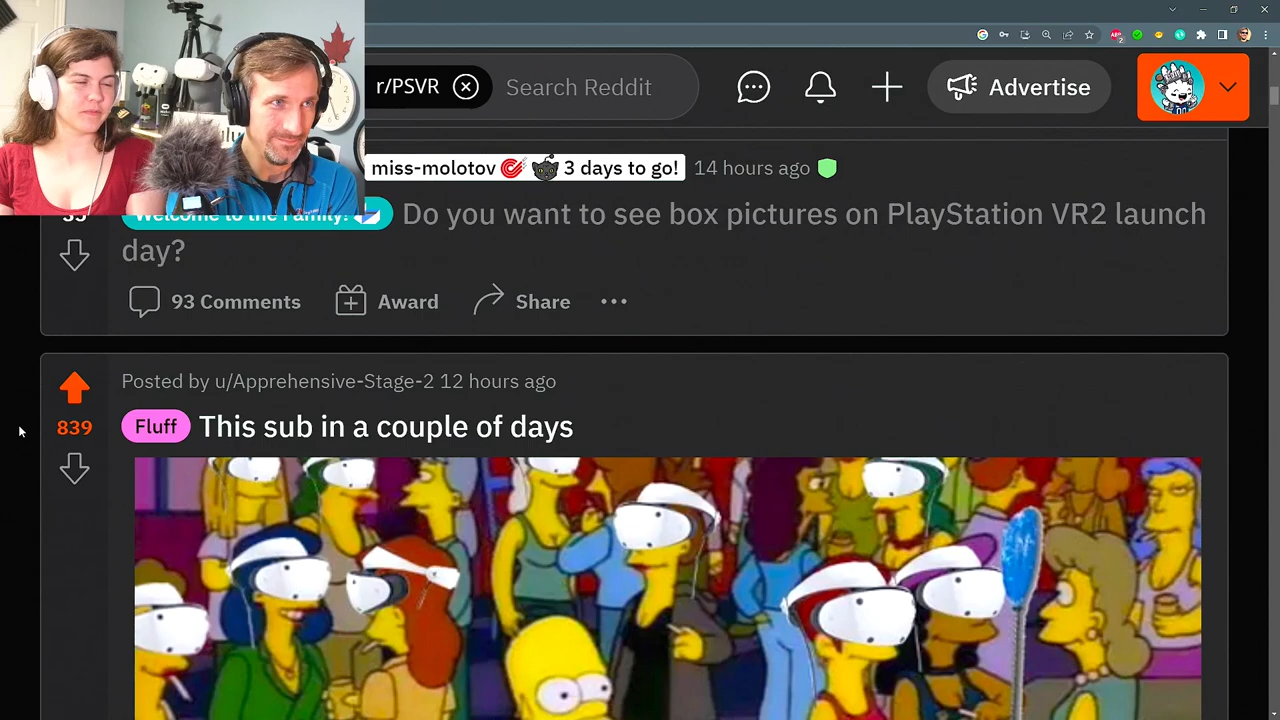 r/PSVR
Search Reddit
Advertise
miss-molotov 3 days to go! 14 hours ago
35
Welcome to the Family! Do you want to see box pictures on PlayStation VR2 launch
day?
93 Comments Award Share
Posted by u/Apprehensive-Stage-2 12 hours ago
839
Fluff This sub in a couple of days